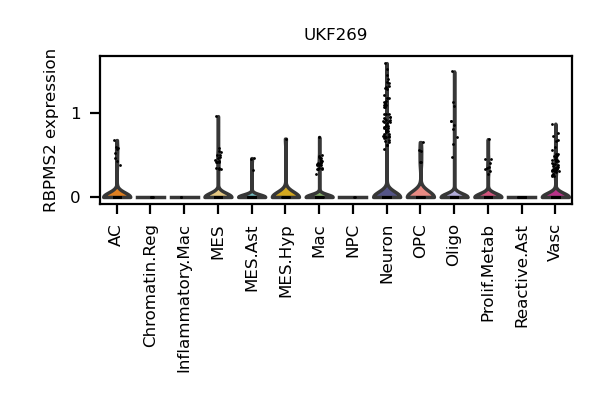 UKF269
RBPMS2 expression
1
0
AC
Chromatin.Reg
Inflammatory.Mac
MES
MES.Ast
MES.Hyp
Mac
NPC
Neuron
OPC
Oligo
Prolif.Metab
Reactive.Ast
Vasc